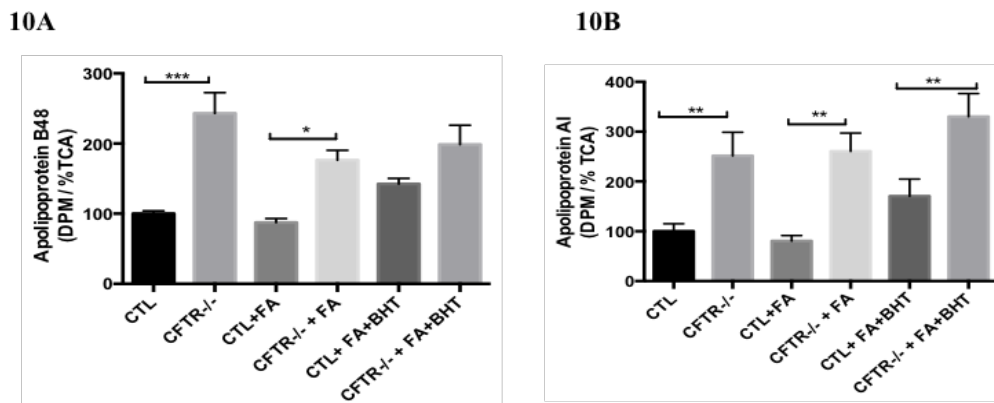 10A
10B
Apolipoprotein B48
(DPM / %TCA)
300
200
100
0
***
*
CTL
CFTR-/-
CTL+FA
CFTR-/- + FA
CTL+ FA+BHT
CFTR-/- + FA+BHT
Apolipoprotein AI
(DPM / % TCA)
400
300
200
100
0
**
**
**
CTL
CFTR-/-
CTL+FA
CFTR-/- + FA
CTL+ FA+BHT
CFTR-/- + FA+BHT